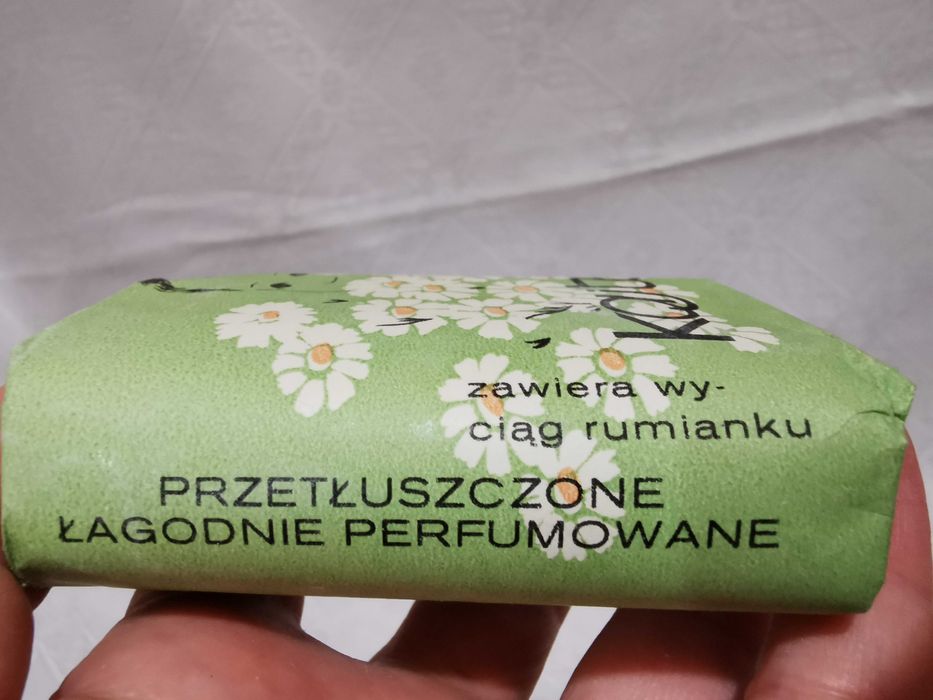 zawiera wy-
ciąg rumianku
PRZETŁUSZCZONE
ŁAGODNIE PERFUMOWANE